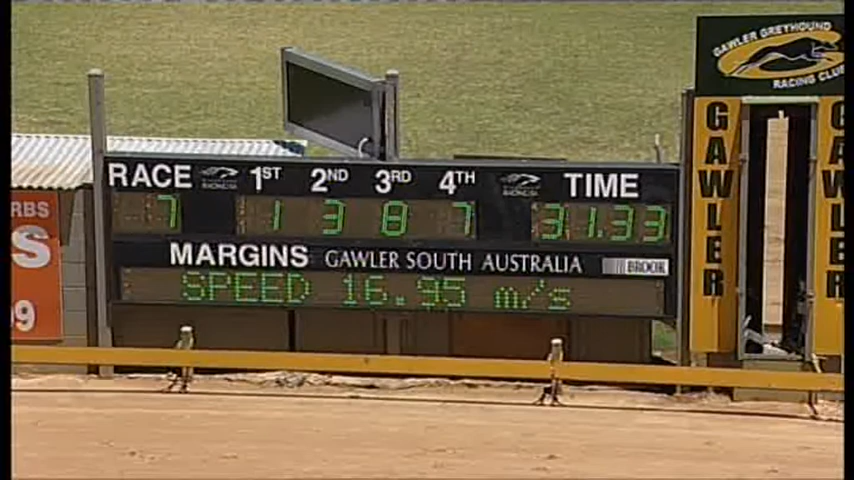 GAWLER GREYHOUND
RACING CLUB
RACE 1ST 2ND 3RD 4TH TIME
7 1 3 8 7 31.33
MARGINS GAWLER SOUTH AUSTRALIA BROOK
SPEED 16.95 m/s
GAWLER
GAWLER
RBS
S
9